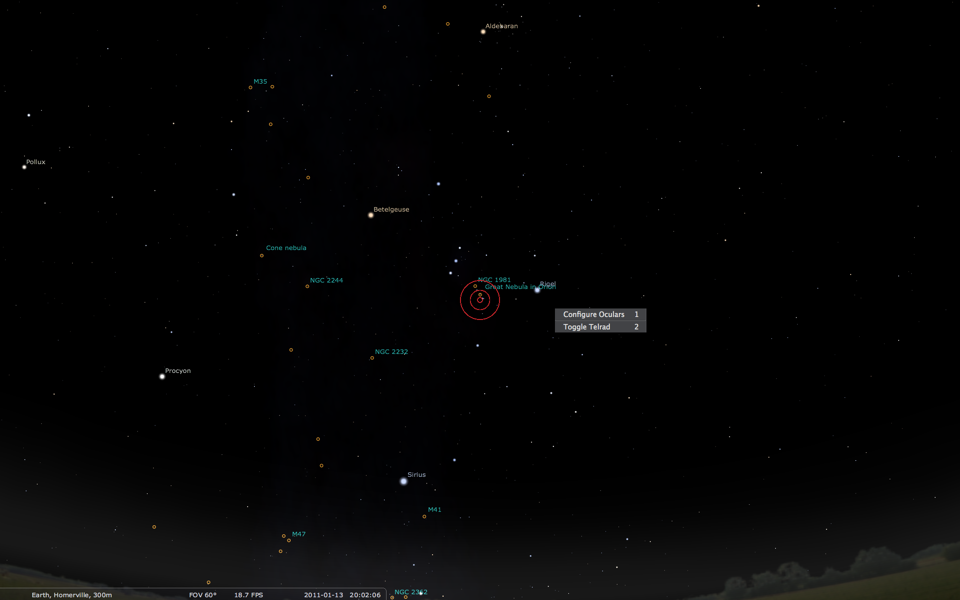 Aldebaran
M35
Pollux
Betelgeuse
Cone nebula
NGC 2244
NGC 1981
Great Nebula in Orion
Rigel
Configure Oculars 1
Toggle Telrad 2
NGC 2232
Procyon
Sirius
M41
M47
NGC 2362
Earth, Homerville, 300m FOV 60° 18.7 FPS 2011-01-13 20:02:06